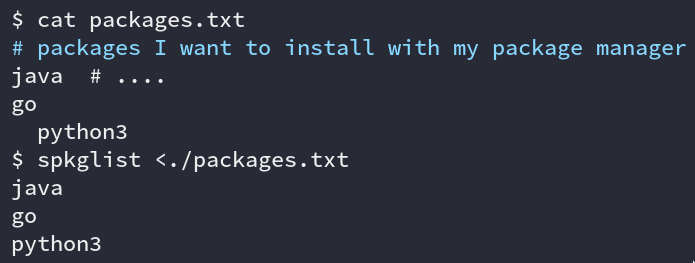 $ cat packages.txt
# packages I want to install with my package manager
java  # ....
go
  python3
$ spkglist <./packages.txt
java
go
python3